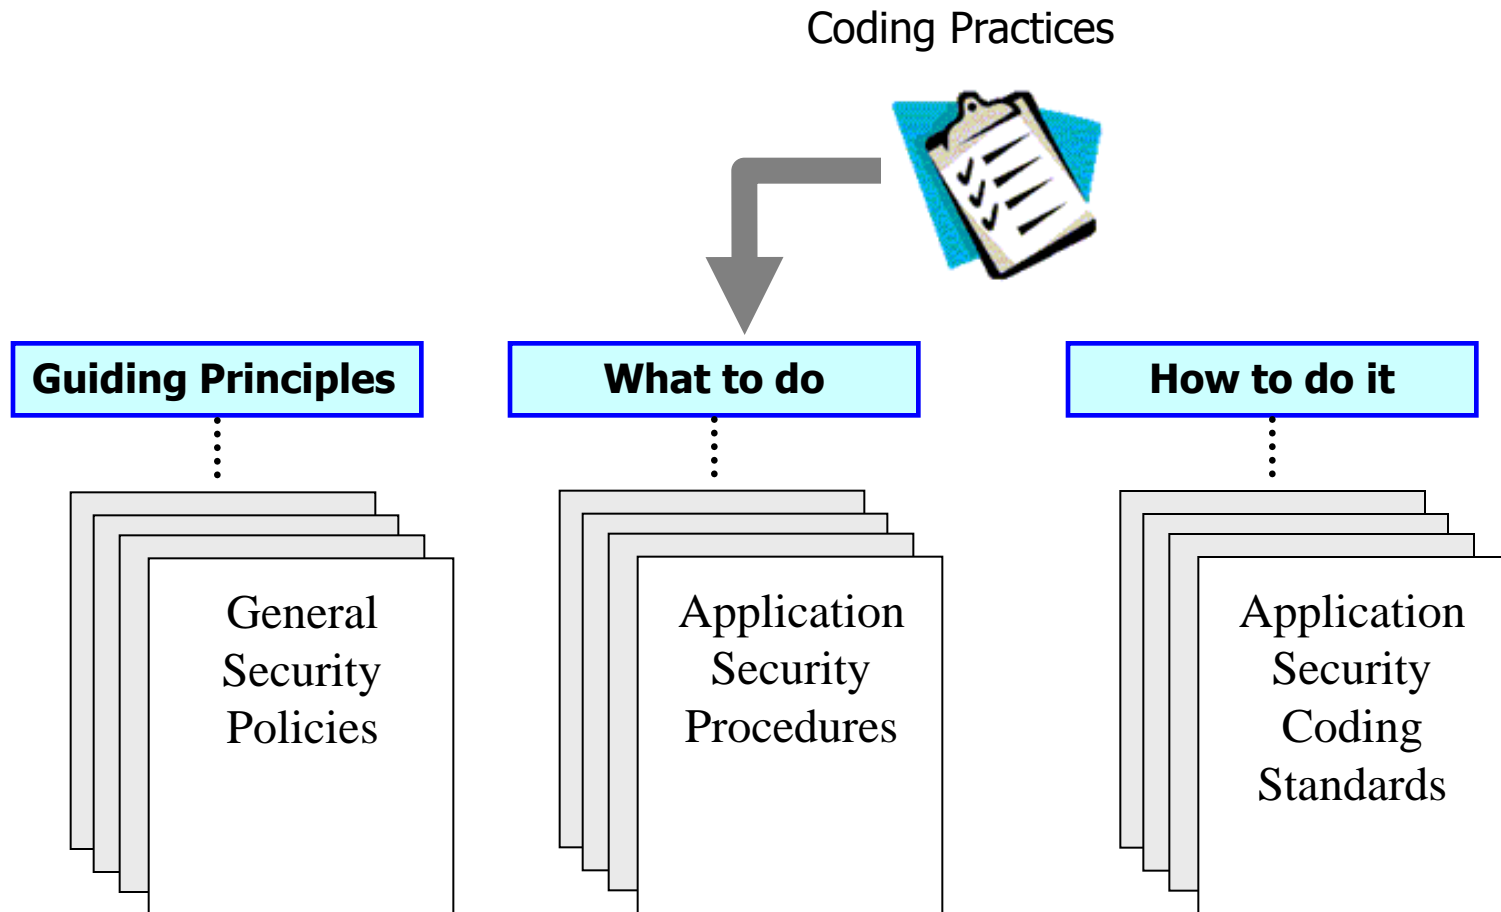 Coding Practices
Guiding Principles
What to do
How to do it
General
Security
Policies
Application
Security
Procedures
Application
Security
Coding
Standards